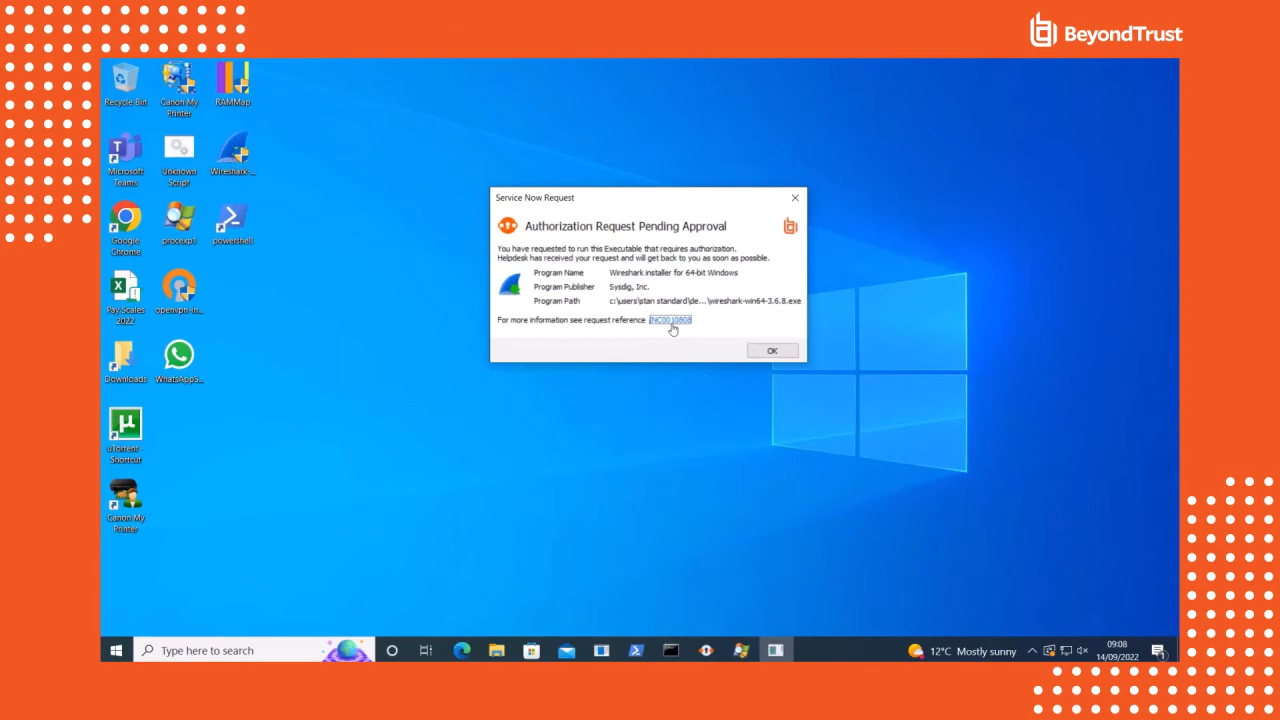 BeyondTrust
Recycle Bin
Canon My
Printer
RAMMap
Microsoft
Teams
Unknown
Script
Wireshark-...
Google
Chrome
procexp1
powershell
Pay Scales
2022
openvpn-in...
Downloads
WhatsAppS...
uTorrent -
Shortcut
Canon My
Printer
Service Now Request
Authorization Request Pending Approval
You have requested to run this Executable that requires authorization.
Helpdesk has received your request and will get back to you as soon as possible.
Program Name Wireshark installer for 64-bit Windows
Program Publisher Sysdig, Inc.
Program Path c:\users\stan standard\de...\wireshark-win64-3.6.8.exe
For more information see request reference INC0010808
OK
Type here to search
12°C Mostly sunny
09:08
14/09/2022
1